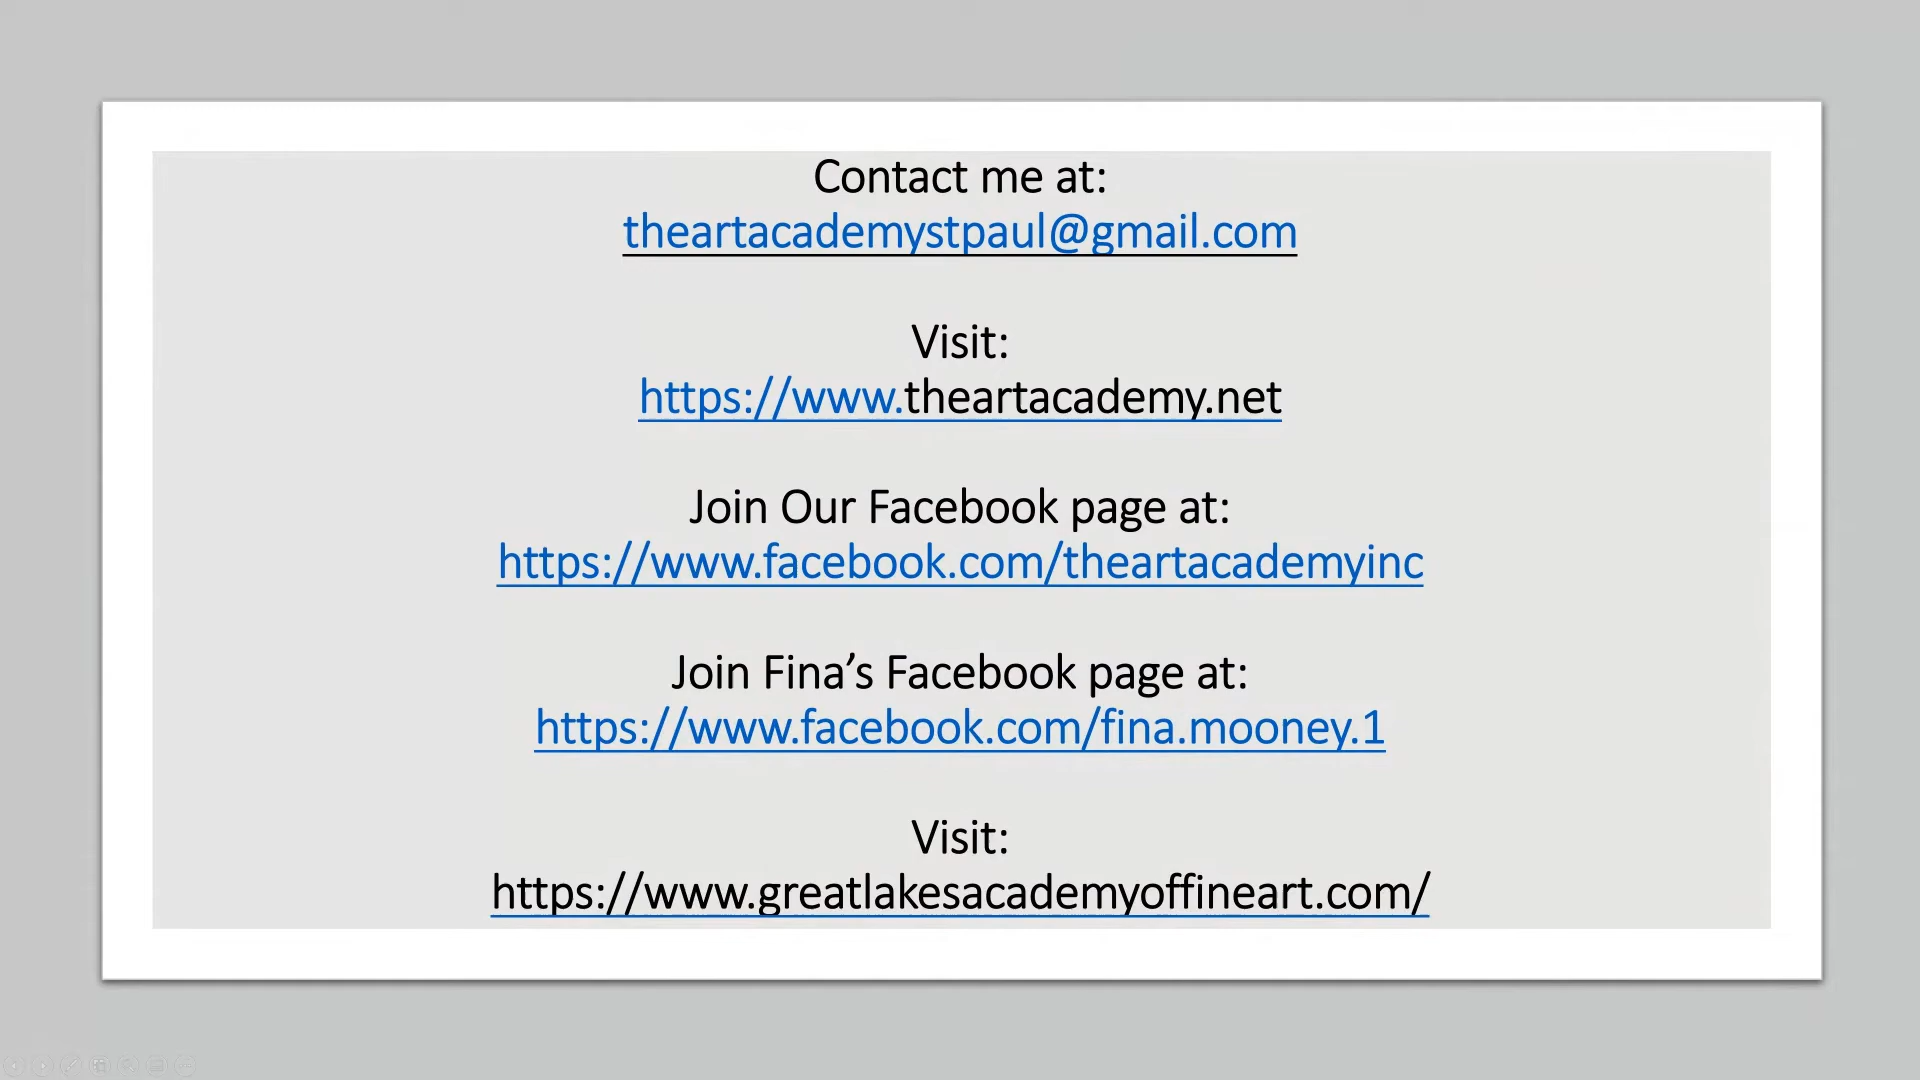 Contact me at:
theartacademystpaul@gmail.com
Visit:
https://www.theartacademy.net
Join Our Facebook page at:
https://www.facebook.com/theartacademyinc
Join Fina’s Facebook page at:
https://www.facebook.com/fina.mooney.1
Visit:
https://www.greatlakesacademyoffineart.com/